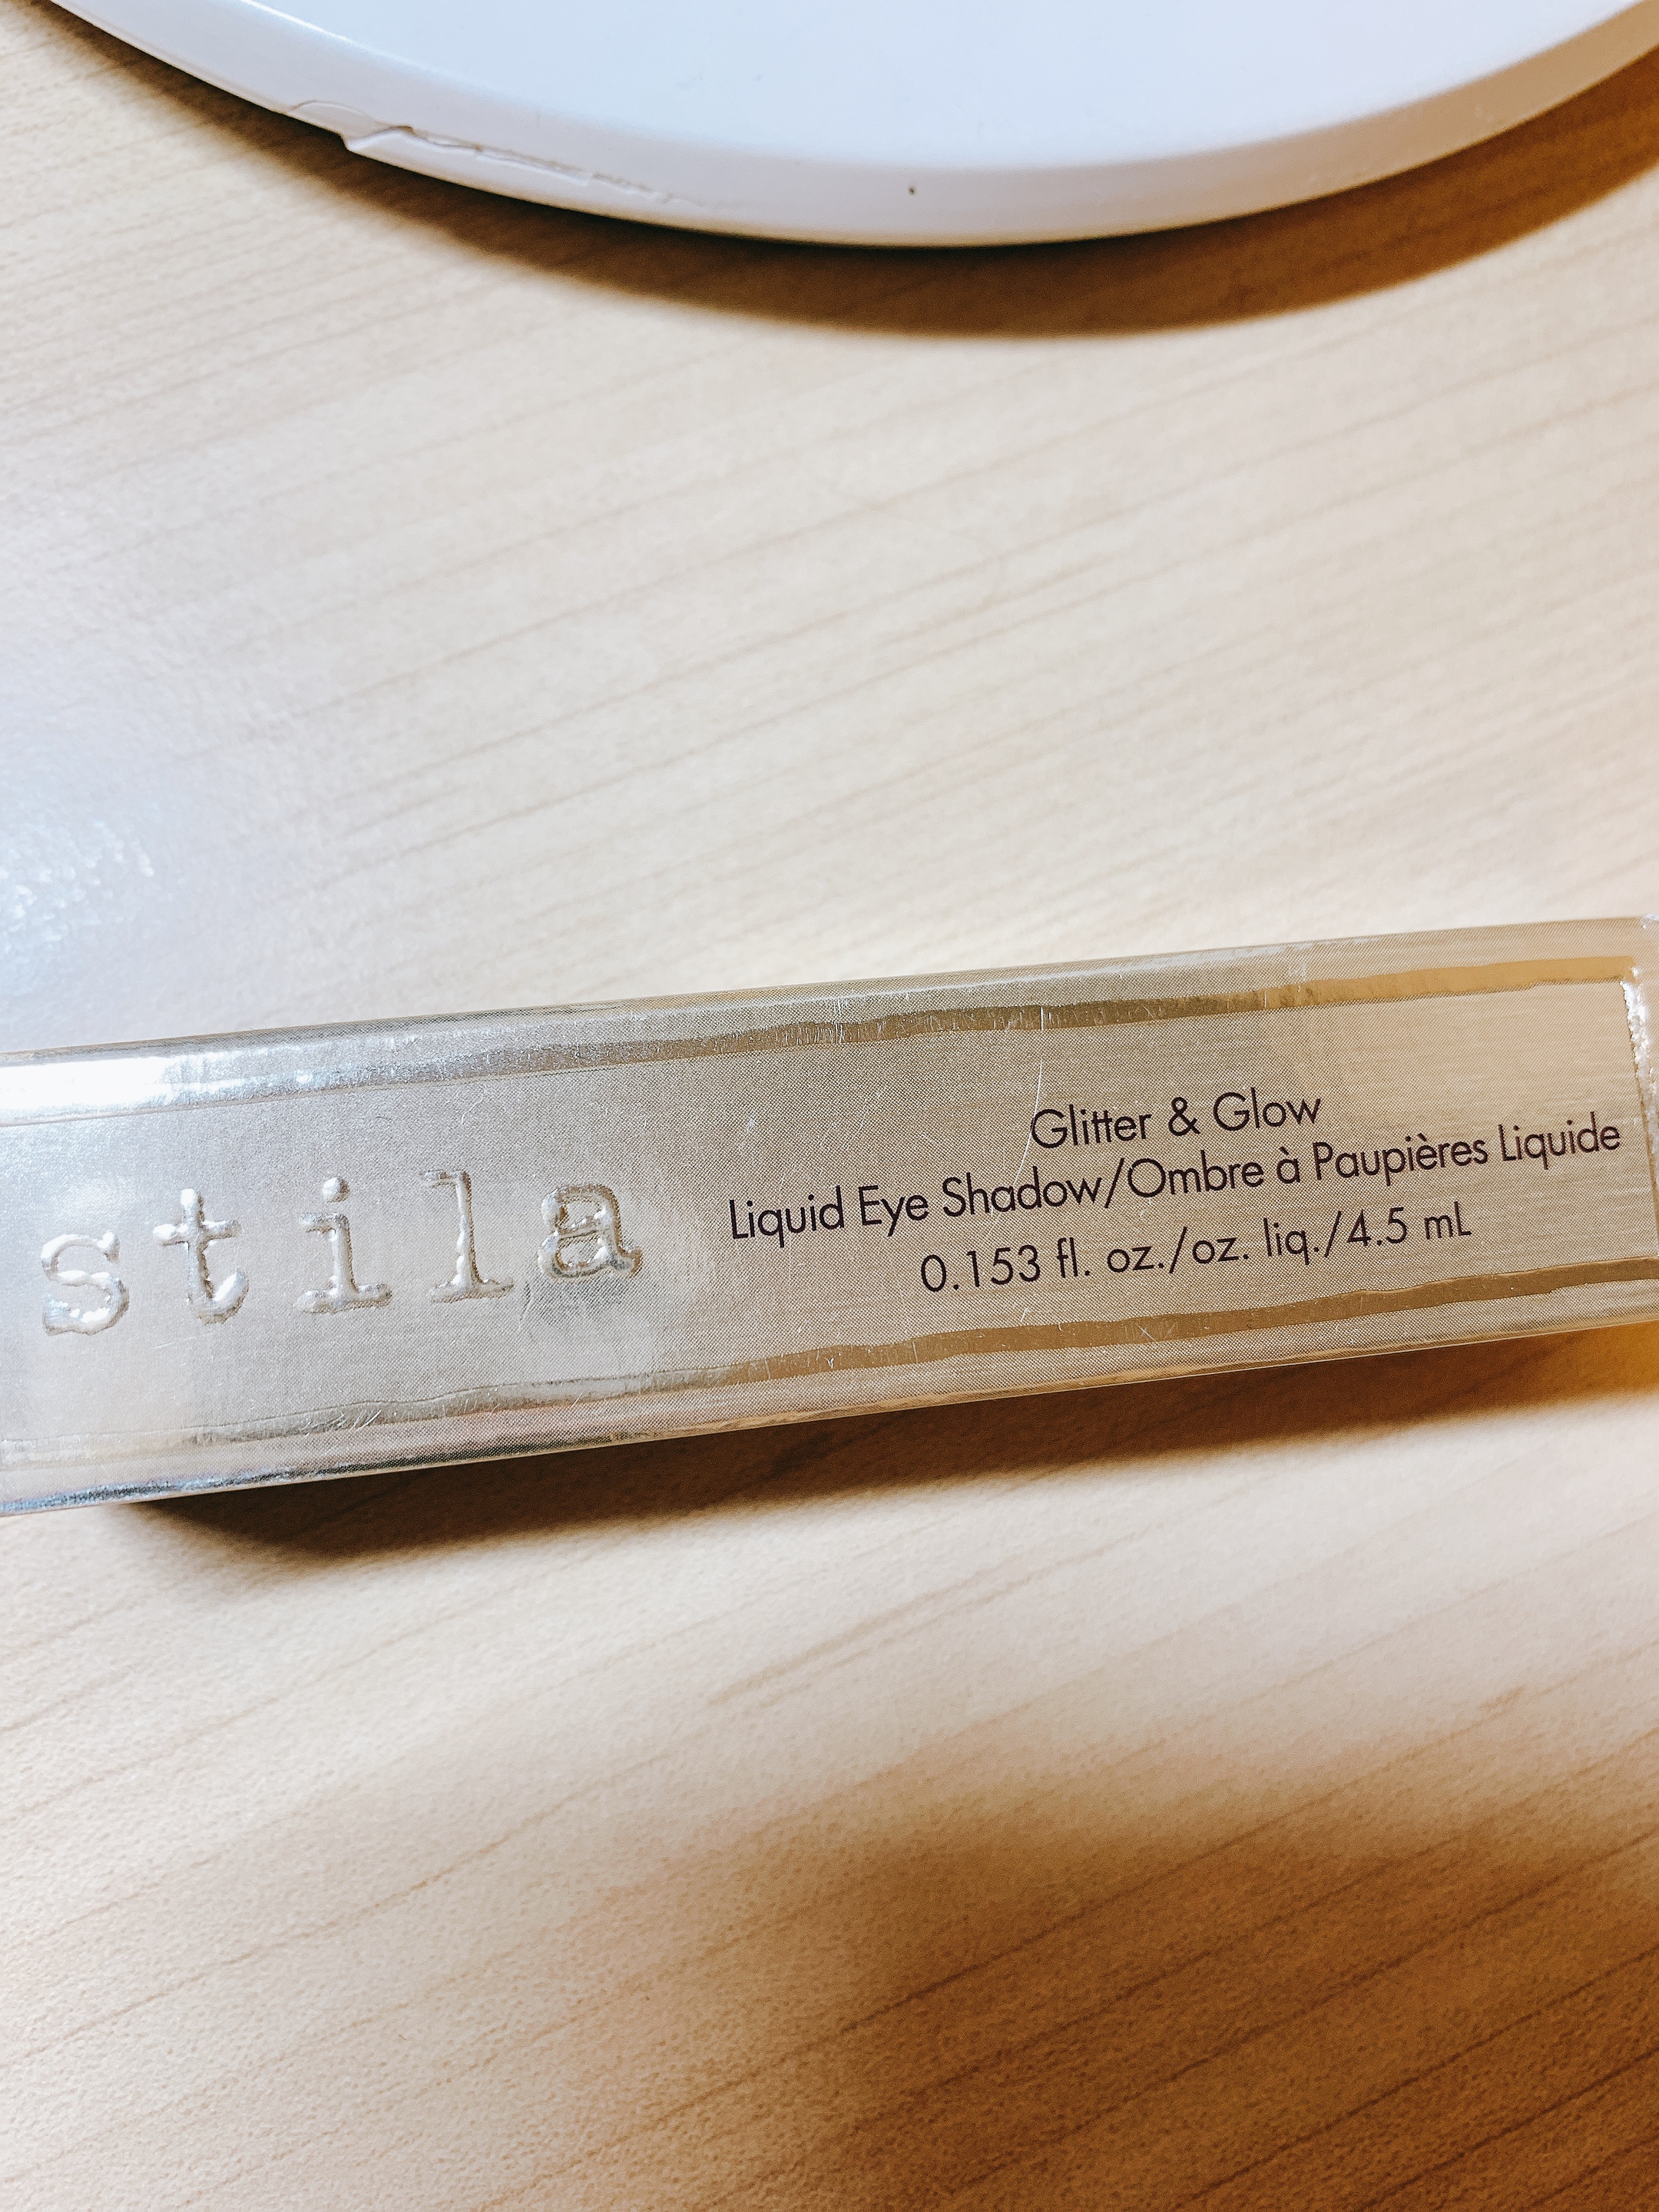 stila
Glitter & Glow
Liquid Eye Shadow/Ombre à Paupières Liquide
0.153 fl. oz./oz. liq./4.5 mL